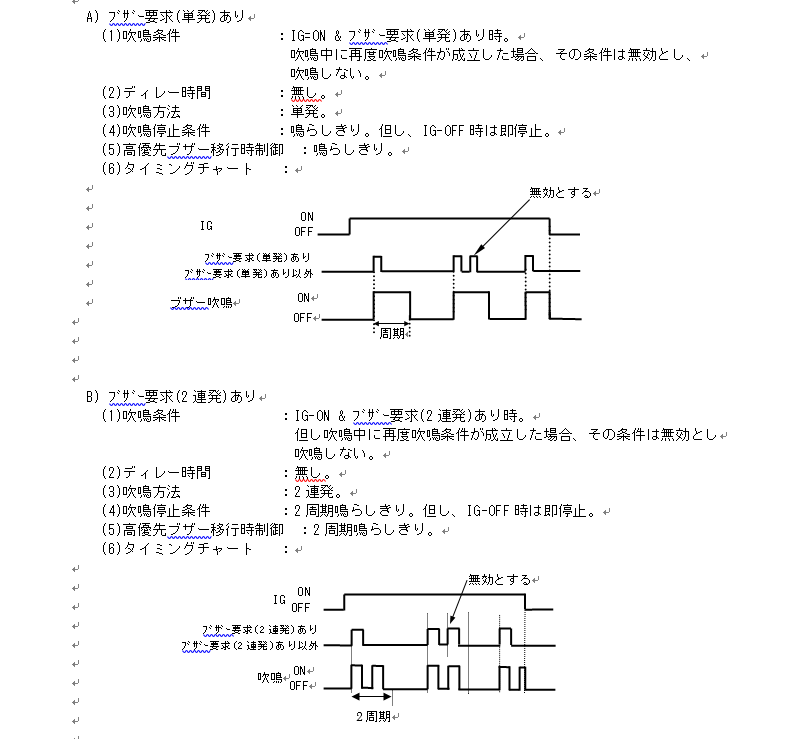 A) ﾌﾞｻﾞｰ要求(単発)あり
(1)吹鳴条件 ：IG=ON & ﾌﾞｻﾞｰ要求(単発)あり時。
吹鳴中に再度吹鳴条件が成立した場合、その条件は無効とし、
吹鳴しない。
(2)ディレー時間 ：無し。
(3)吹鳴方法 ：単発。
(4)吹鳴停止条件 ：鳴らしきり。但し、IG-OFF時は即停止。
(5)高優先ブザー移行時制御 ：鳴らしきり。
(6)タイミングチャート ：
無効とする
IG ON
OFF
ﾌﾞｻﾞｰ要求(単発)あり
ﾌﾞｻﾞｰ要求(単発)あり以外
ブザー吹鳴 ON
OFF
周期
B) ﾌﾞｻﾞｰ要求(2連発)あり
(1)吹鳴条件 ：IG-ON & ﾌﾞｻﾞｰ要求(2連発)あり時。
但し吹鳴中に再度吹鳴条件が成立した場合、その条件は無効とし
吹鳴しない。
(2)ディレー時間 ：無し。
(3)吹鳴方法 ：2連発。
(4)吹鳴停止条件 ：2周期鳴らしきり。但し、IG-OFF時は即停止。
(5)高優先ブザー移行時制御 ：2周期鳴らしきり。
(6)タイミングチャート ：
無効とする
IG ON
OFF
ﾌﾞｻﾞｰ要求(2連発)あり
ﾌﾞｻﾞｰ要求(2連発)あり以外
吹鳴 ON
OFF
2周期